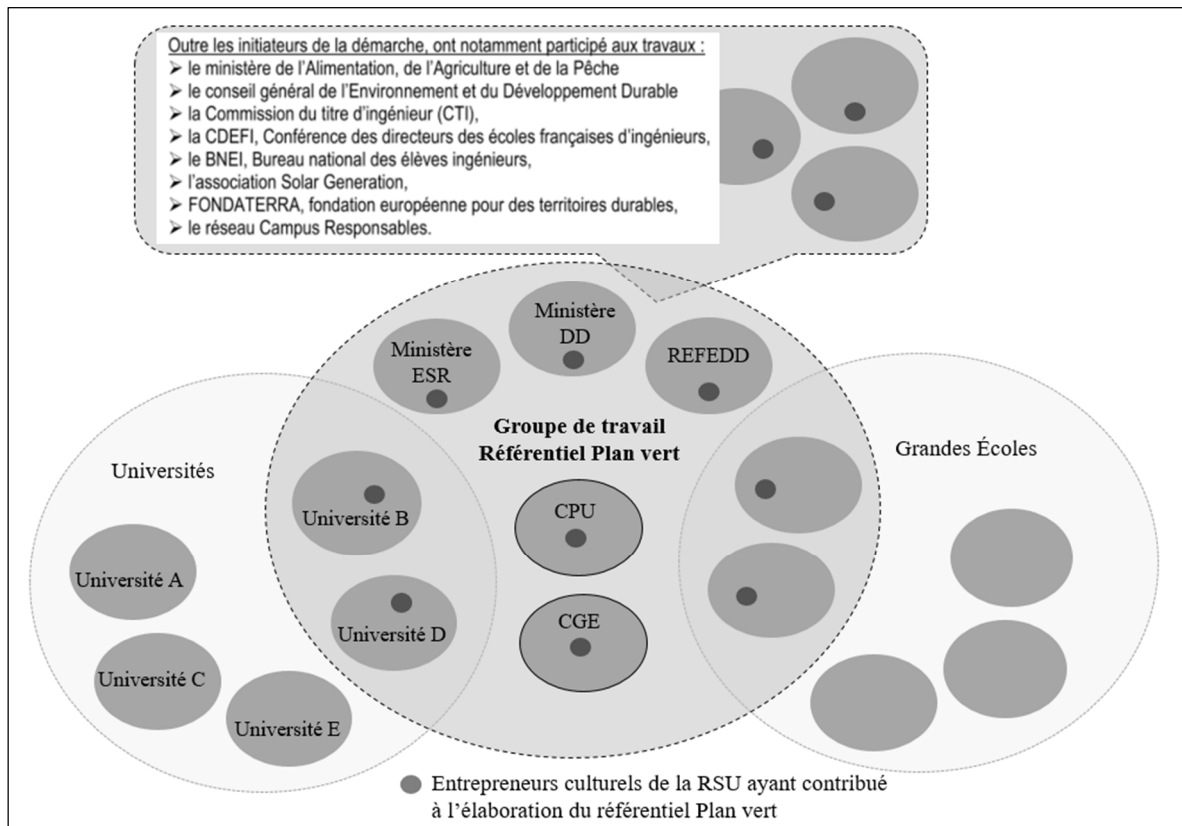 Outre les initiateurs de la démarche, ont notamment participé aux travaux :
➢ le ministère de l'Alimentation, de l'Agriculture et de la Pêche
➢ le conseil général de l'Environnement et du Développement Durable
➢ la Commission du titre d'ingénieur (CTI),
➢ la CDEFI, Conférence des directeurs des écoles françaises d'ingénieurs,
➢ le BNEI, Bureau national des élèves ingénieurs,
➢ l'association Solar Generation,
➢ FONDATERRA, fondation européenne pour des territoires durables,
➢ le réseau Campus Responsables.
Ministère
DD
Ministère
ESR
REFEDD
Groupe de travail
Référentiel Plan vert
Universités
Grandes Écoles
Université B
CPU
Université A
Université D
CGE
Université C
Université E
Entrepreneurs culturels de la RSU ayant contribué
à l'élaboration du référentiel Plan vert